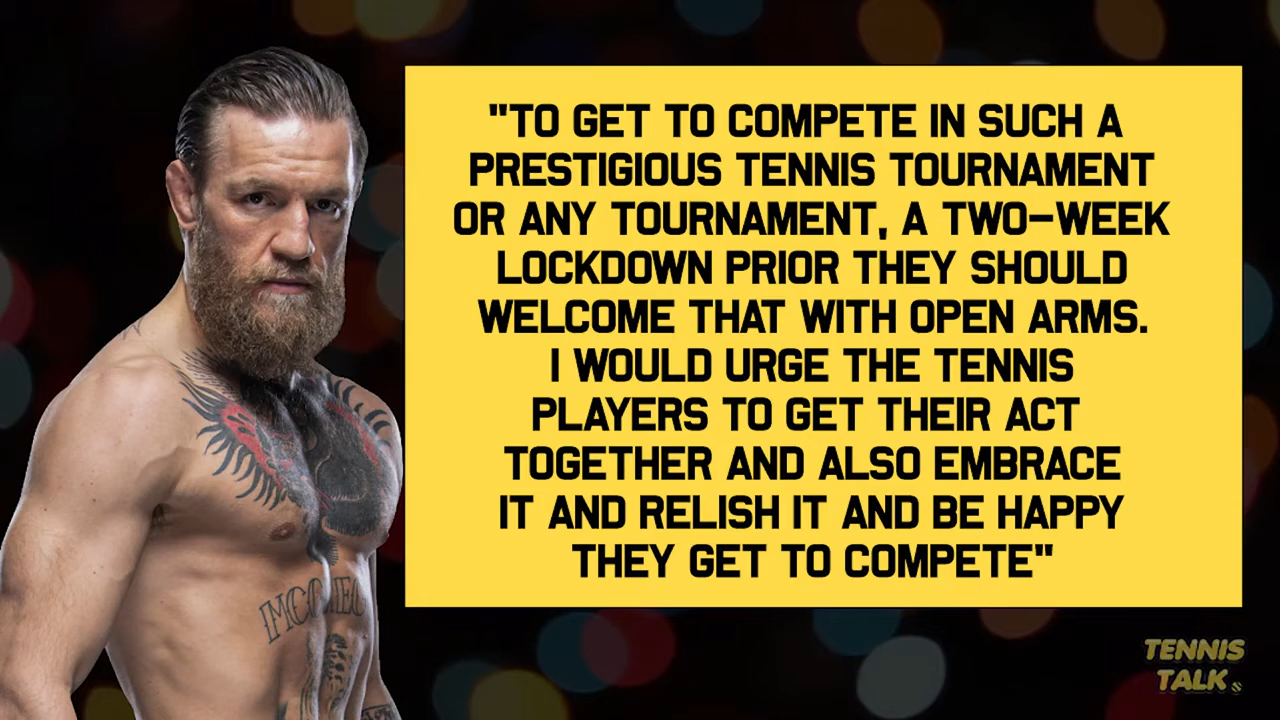 "TO GET TO COMPETE IN SUCH A
PRESTIGIOUS TENNIS TOURNAMENT
OR ANY TOURNAMENT, A TWO-WEEK
LOCKDOWN PRIOR THEY SHOULD
WELCOME THAT WITH OPEN ARMS.
I WOULD URGE THE TENNIS
PLAYERS TO GET THEIR ACT
TOGETHER AND ALSO EMBRACE
IT AND RELISH IT AND BE HAPPY
THEY GET TO COMPETE"
TENNIS
TALK